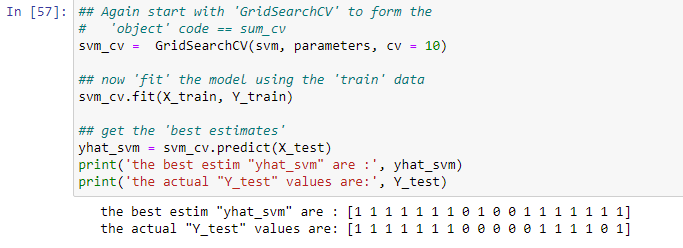 In [57]: ## Again start with 'GridSearchCV' to form the
#   'object' code == sum_cv
svm_cv =  GridSearchCV(svm, parameters, cv = 10)
## now 'fit' the model using the 'train' data
svm_cv.fit(X_train, Y_train)
## get the 'best estimates'
yhat_svm = svm_cv.predict(X_test)
print('the best estim "yhat_svm" are :', yhat_svm)
print('the actual "Y_test" values are:', Y_test)
the best estim "yhat_svm" are : [1 1 1 1 1 1 1 0 1 0 0 1 1 1 1 1 1 1]
the actual "Y_test" values are: [1 1 1 1 1 1 1 0 0 0 0 0 1 1 1 1 0 1]